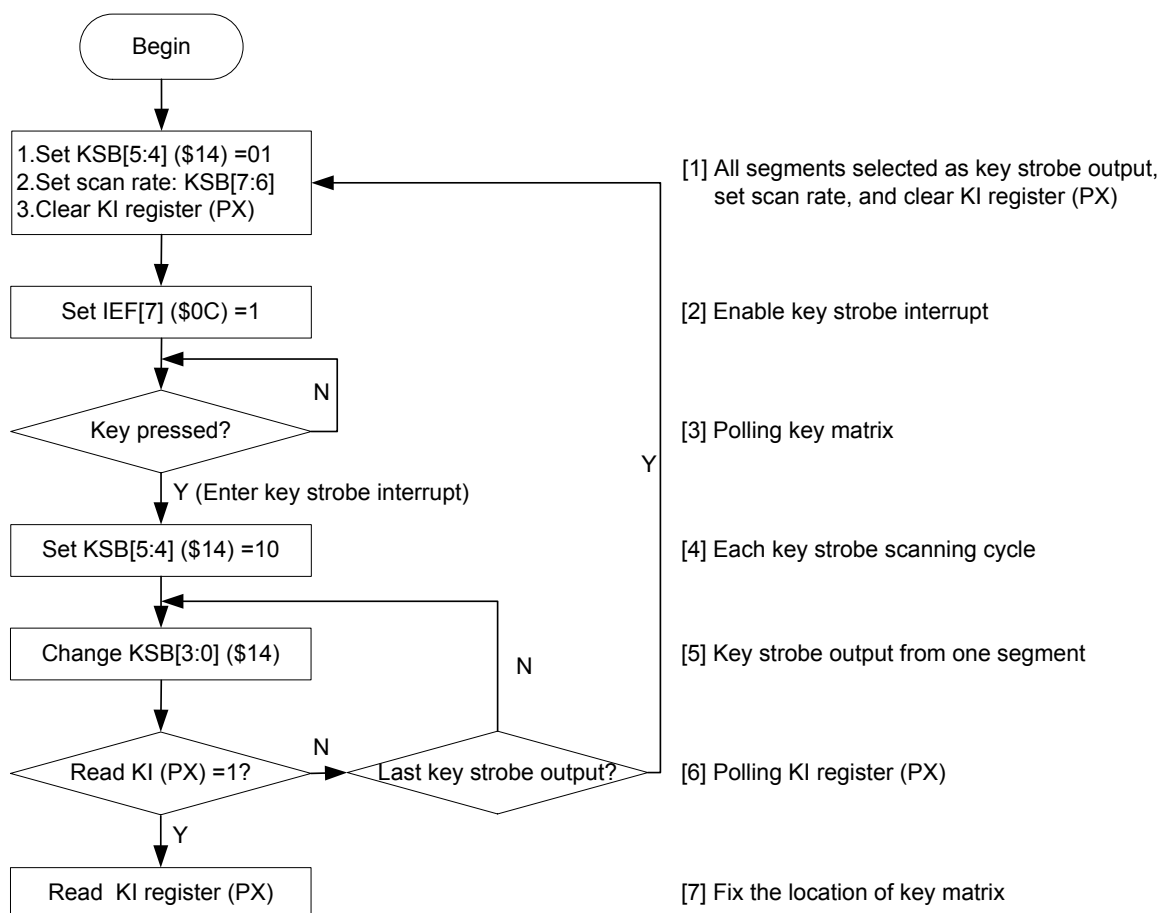 Begin
1.Set KSB[5:4] ($14) =01
2.Set scan rate: KSB[7:6]
3.Clear KI register (PX)
[1] All segments selected as key strobe output,
set scan rate, and clear KI register (PX)
Set IEF[7] ($0C) =1
[2] Enable key strobe interrupt
N
Key pressed?
[3] Polling key matrix
Y
Y (Enter key strobe interrupt)
Set KSB[5:4] ($14) =10
[4] Each key strobe scanning cycle
Change KSB[3:0] ($14)
N
[5] Key strobe output from one segment
Read KI (PX) =1?
N
Last key strobe output?
[6] Polling KI register (PX)
Y
Read  KI register (PX)
[7] Fix the location of key matrix